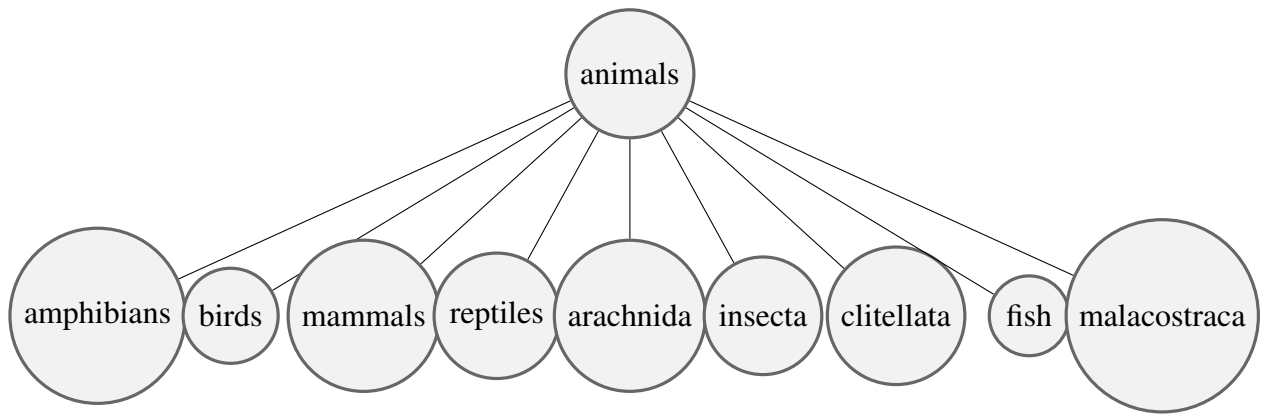 animals
amphibians
birds
mammals
reptiles
arachnida
insecta
clitellata
fish
malacostraca